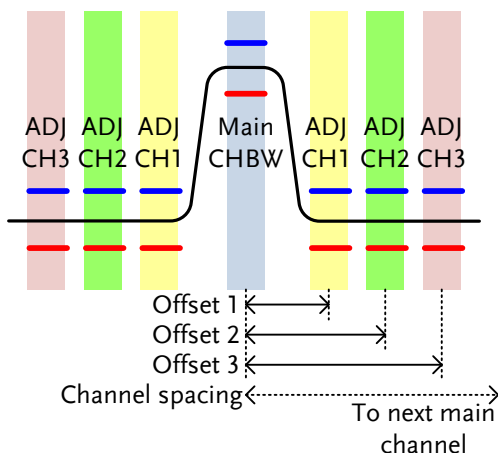 ADJ ADJ ADJ Main ADJ ADJ ADJ
CH3 CH2 CH1 CHBW CH1 CH2 CH3
Offset 1
Offset 2
Offset 3
Channel spacing
To next main
channel